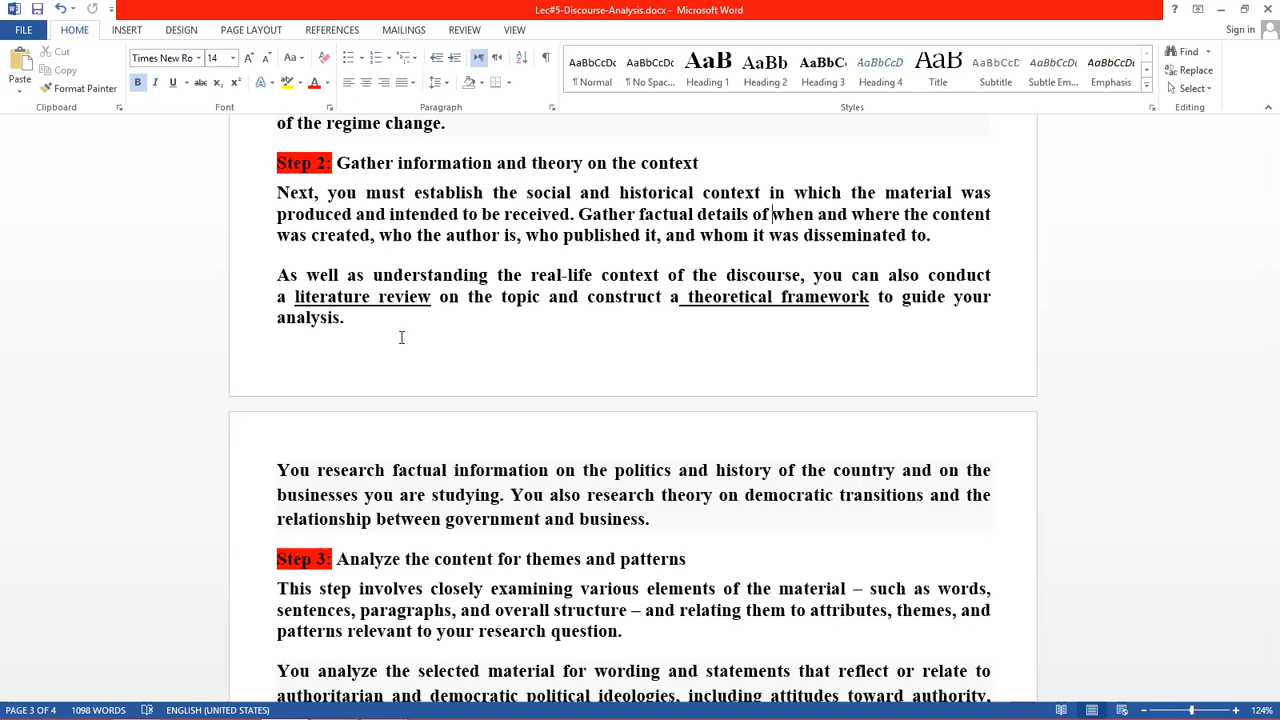 Lec#5-Discourse-Analysis.docx - Microsoft Word
FILE HOME INSERT DESIGN PAGE LAYOUT REFERENCES MAILINGS REVIEW VIEW Sign in
Paste Cut Copy Format Painter
Times New Ro 14
AaBbCcDc AaBbCcDc AaB AaBb AaBbC AaBbCcDc AaB AaBbCcD AaBbCcDt AaBbCcDt
¶ Normal ¶ No Spac... Heading 1 Heading 2 Heading 3 Heading 4 Title Subtitle Subtle Em... Emphasis
Find Replace Select
Clipboard Font Paragraph Styles Editing
of the regime change.
Step 2: Gather information and theory on the context
Next, you must establish the social and historical context in which the material was
produced and intended to be received. Gather factual details of when and where the content
was created, who the author is, who published it, and whom it was disseminated to.
As well as understanding the real-life context of the discourse, you can also conduct
a literature review on the topic and construct a theoretical framework to guide your
analysis.
You research factual information on the politics and history of the country and on the
businesses you are studying. You also research theory on democratic transitions and the
relationship between government and business.
Step 3: Analyze the content for themes and patterns
This step involves closely examining various elements of the material – such as words,
sentences, paragraphs, and overall structure – and relating them to attributes, themes, and
patterns relevant to your research question.
You analyze the selected material for wording and statements that reflect or relate to
authoritarian and democratic political ideologies, including attitudes toward authority,
PAGE 3 OF 4 1098 WORDS ENGLISH (UNITED STATES) 124%